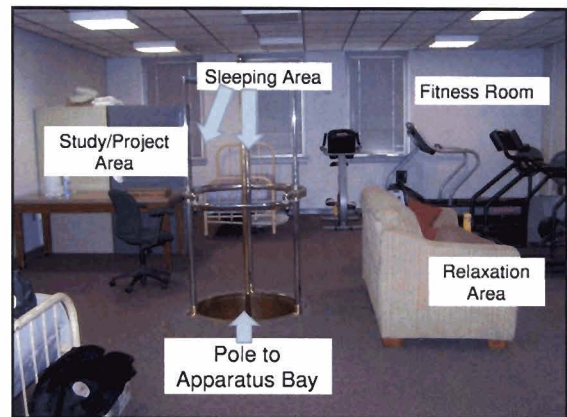 Sleeping Area
Fitness Room
Study/Project
Area
Relaxation
Area
Pole to
Apparatus Bay